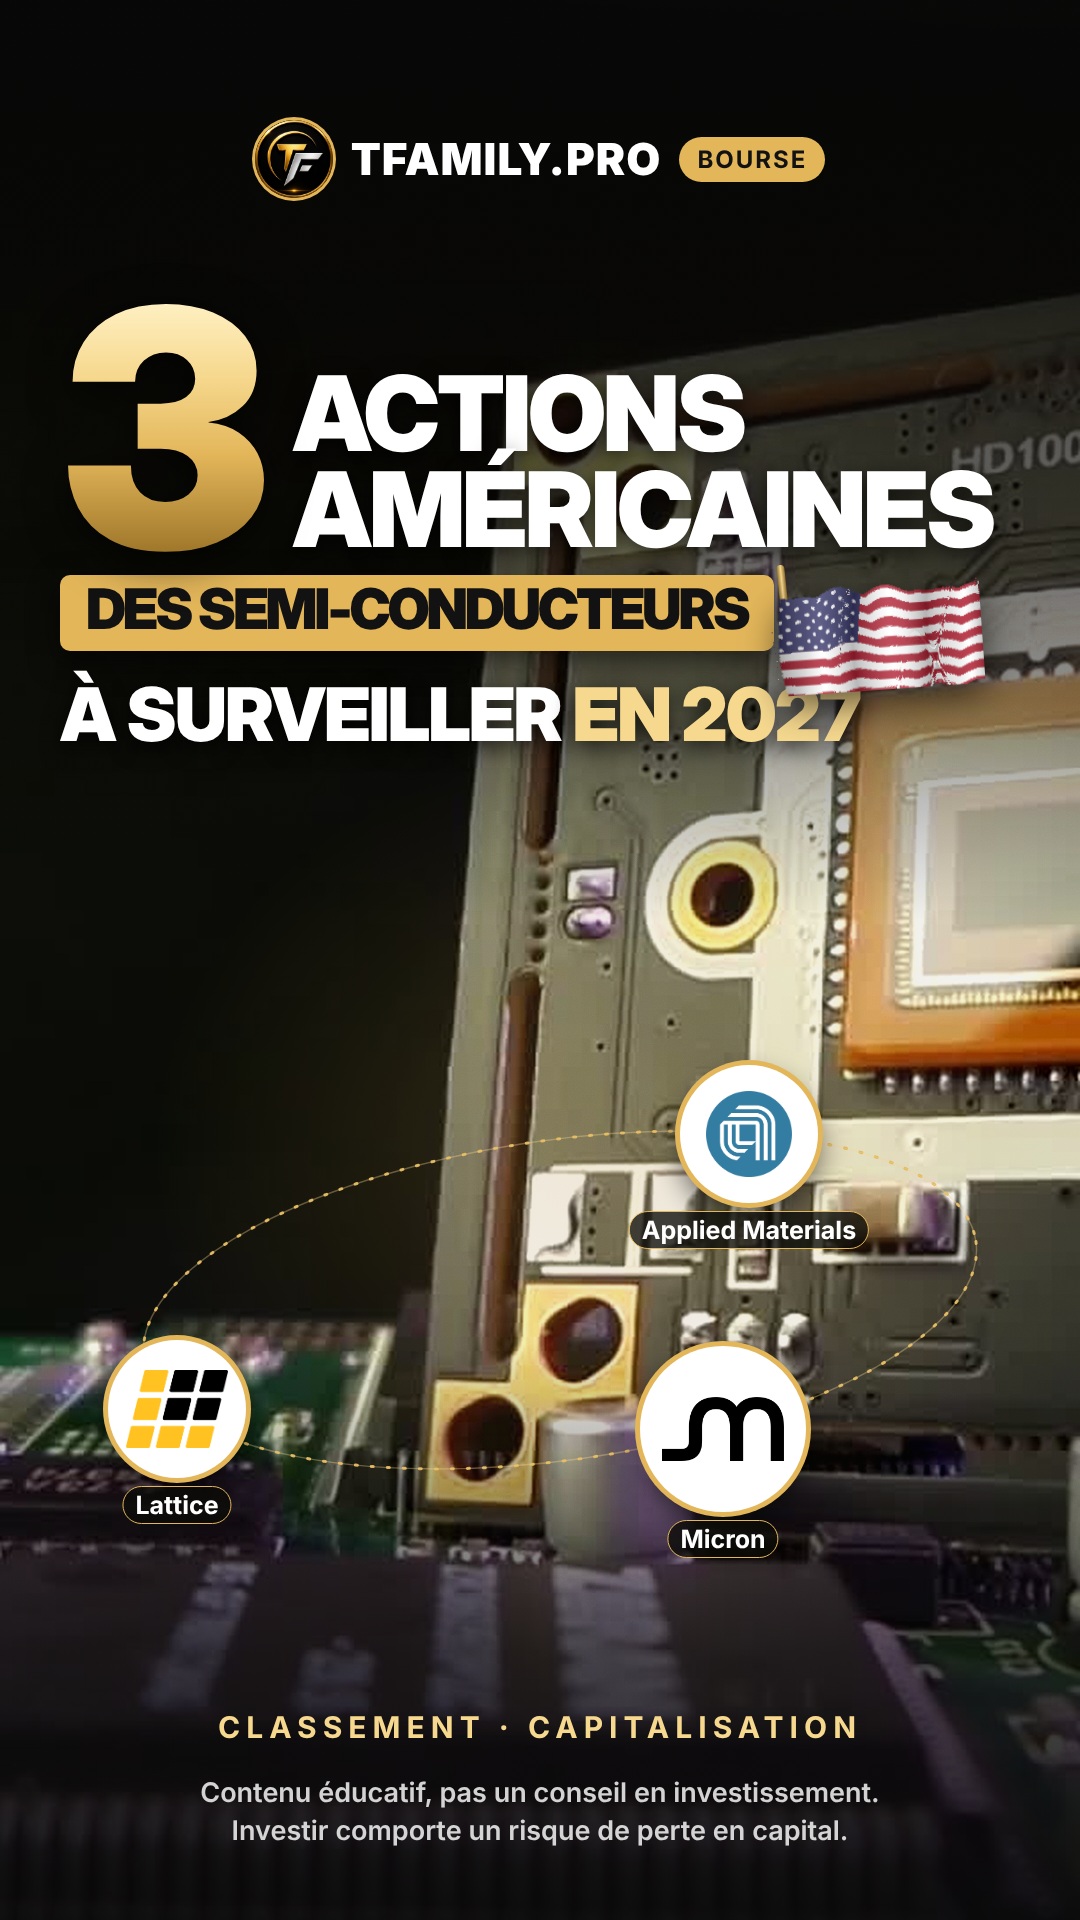 TFAMILY.PRO BOURSE
3 ACTIONS
AMÉRICAINES
DES SEMI-CONDUCTEURS
À SURVEILLER EN 2027
HD100
Applied Materials
Lattice
Micron
CLASSEMENT · CAPITALISATION
Contenu éducatif, pas un conseil en investissement.
Investir comporte un risque de perte en capital.